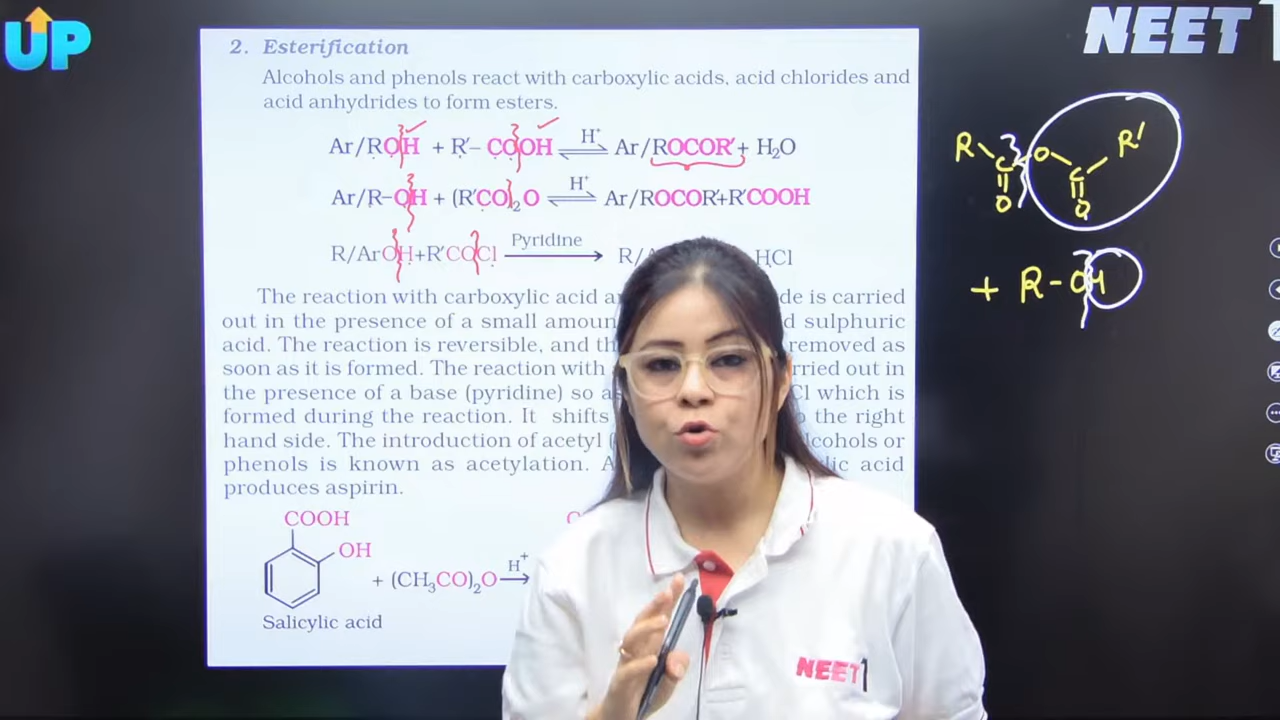 UP
NEET 1
2. Esterification
Alcohols and phenols react with carboxylic acids, acid chlorides and
acid anhydrides to form esters.
Ar/ROH + R′– COOH ⇌ H⁺ Ar/ROCOR′ + H₂O
Ar/R–OH + (R′CO)₂O ⇌ H⁺ Ar/ROCOR′+R′COOH
R/ArOH+R′COCl Pyridine → R/A HCl
The reaction with carboxylic acid a de is carried
out in the presence of a small amoun d sulphuric
acid. The reaction is reversible, and th removed as
soon as it is formed. The reaction with rried out in
the presence of a base (pyridine) so a Cl which is
formed during the reaction. It shifts the right
hand side. The introduction of acetyl ( lcohols or
phenols is known as acetylation. A lic acid
produces aspirin.
COOH
OH
+ (CH₃CO)₂O H⁺ →
Salicylic acid
R C O C R′
O O
+ R–OH
NEET1